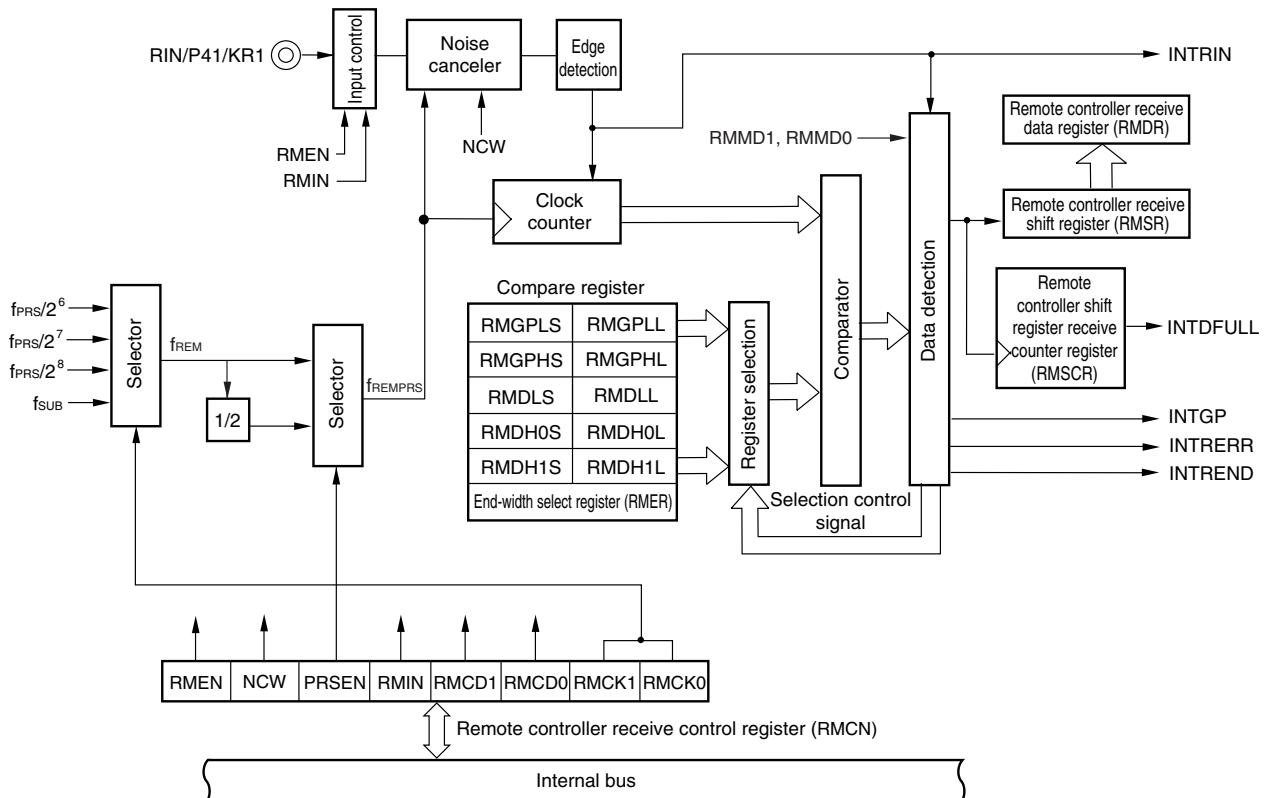 RIN/P41/KR1
Input control
Noise
canceler
Edge
detection
INTRIN
RMEN
RMIN
NCW
RMMD1, RMMD0
Remote controller receive
data register (RMDR)
Clock
counter
Remote controller receive
shift register (RMSR)
fPRS/2^6
fPRS/2^7
fPRS/2^8
fSUB
Selector
fREM
1/2
Selector
fREMPRS
Compare register
RMGPLS RMGPLL
RMGPHS RMGPHL
RMDLS RMDLL
RMDH0S RMDH0L
RMDH1S RMDH1L
End-width select register (RMER)
Register selection
Comparator
Data detection
Remote
controller shift
register receive
counter register
(RMSCR)
INTDFULL
INTGP
INTRERR
INTREND
Selection control
signal
RMEN NCW PRSEN RMIN RMCD1 RMCD0 RMCK1 RMCK0
Remote controller receive control register (RMCN)
Internal bus